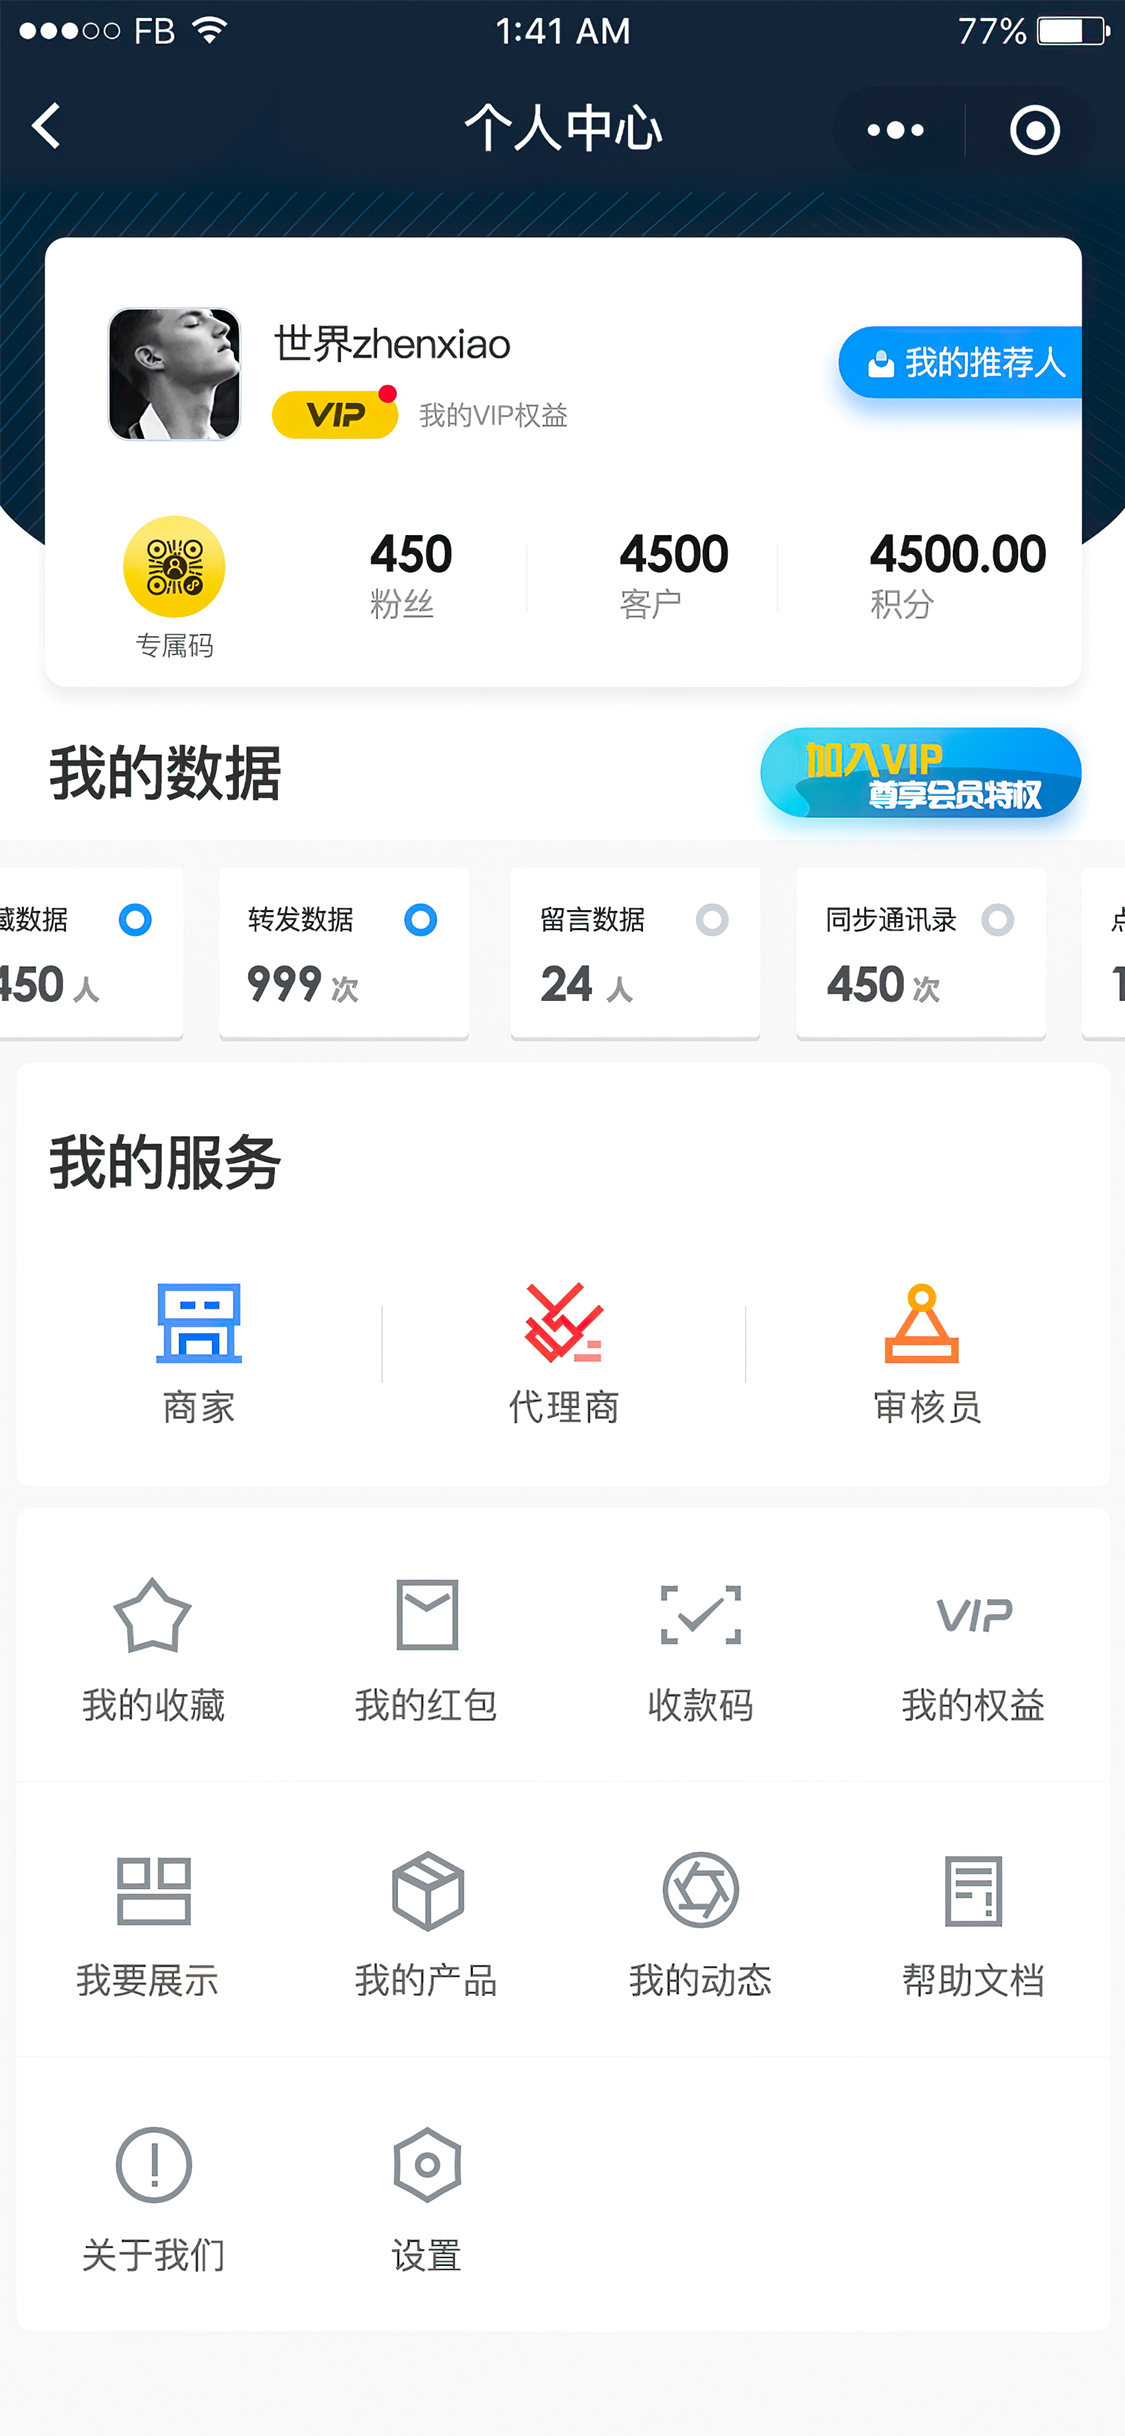 FB 1:41 AM 77%
个人中心
世界zhenxiao
我的推荐人
VIP 我的VIP权益
450 4500 4500.00
粉丝 客户 积分
专属码
我的数据
加入VIP
尊享会员特权
藏数据 转发数据 留言数据 同步通讯录 点
450 人 999 次 24 人 450 次 1
我的服务
商家 代理商 审核员
VIP
我的收藏 我的红包 收款码 我的权益
我要展示 我的产品 我的动态 帮助文档
关于我们 设置